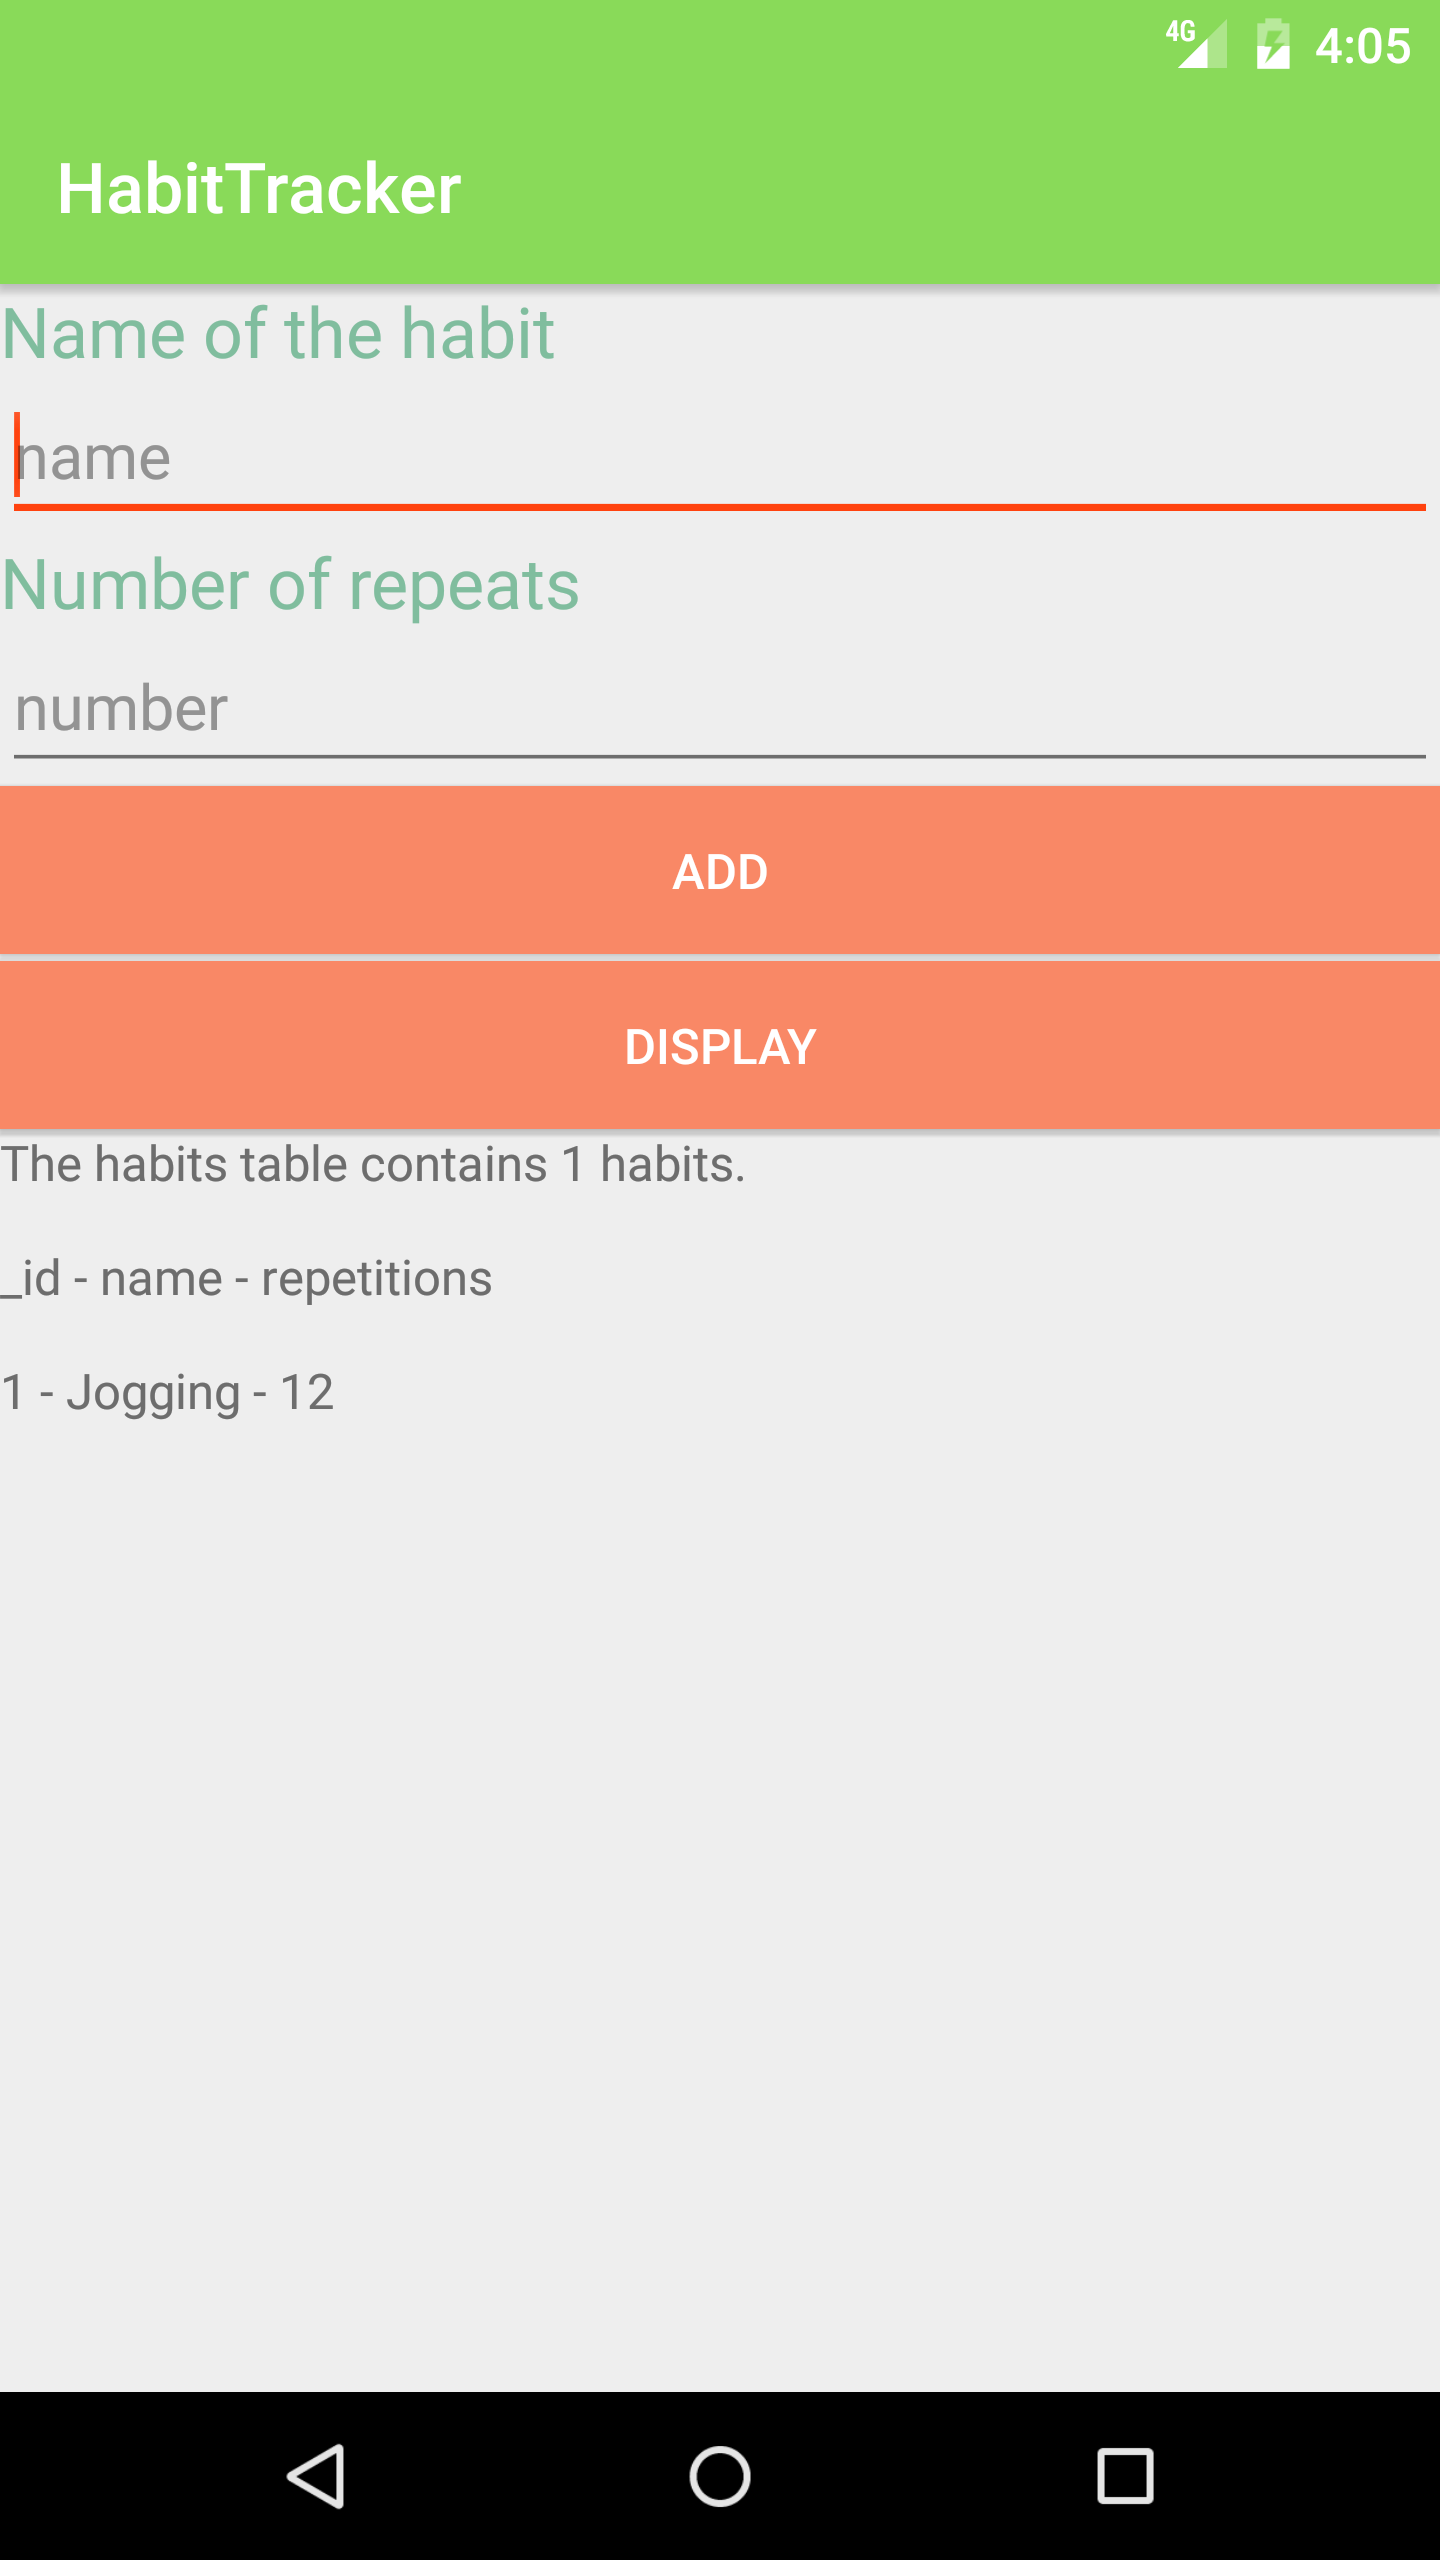 4G 4:05
HabitTracker
Name of the habit
name
Number of repeats
number
ADD
DISPLAY
The habits table contains 1 habits.
_id - name - repetitions
1 - Jogging - 12